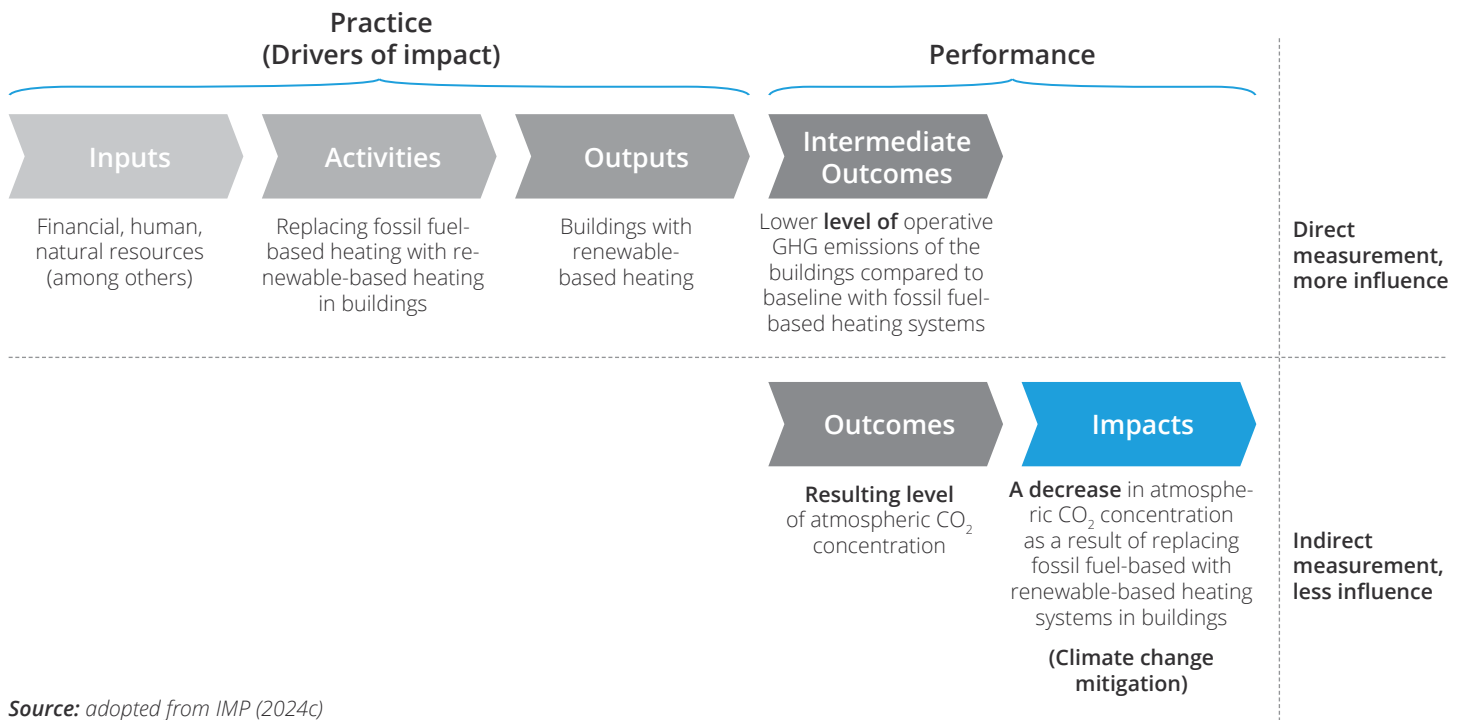 Practice
(Drivers of impact)
Performance
Inputs
Activities
Outputs
Intermediate
Outcomes
Financial, human,
natural resources
(among others)
Replacing fossil fuel-
based heating with re-
newable-based heating
in buildings
Buildings with
renewable-
based heating
Lower level of operative
GHG emissions of the
buildings compared to
baseline with fossil fuel-
based heating systems
Direct
measurement,
more influence
Outcomes
Impacts
Resulting level
of atmospheric CO₂
concentration
A decrease in atmosphe-
ric CO₂ concentration
as a result of replacing
fossil fuel-based with
renewable-based heating
systems in buildings
(Climate change
mitigation)
Indirect
measurement,
less influence
Source: adopted from IMP (2024c)